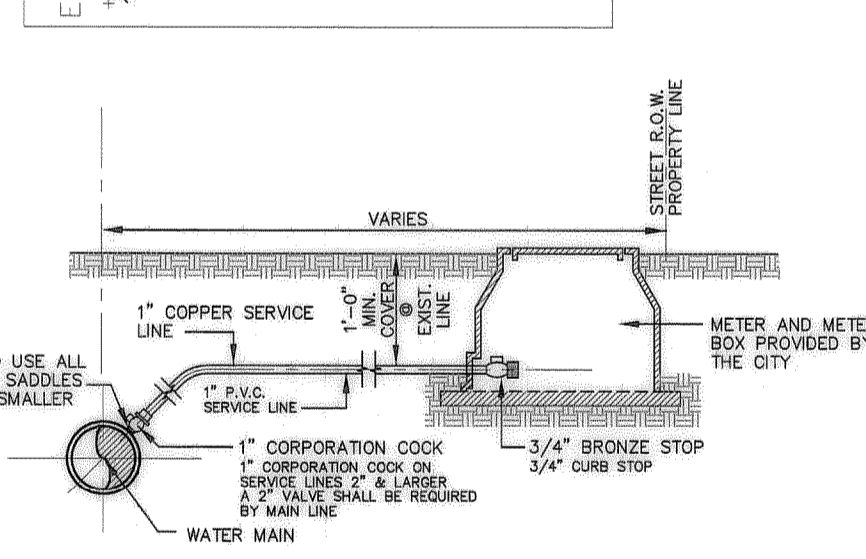 E
+
STREET R.O.W.
PROPERTY LINE
VARIES
1" COPPER SERVICE
LINE
1'-0"
MIN.
COVER
@
EXIST.
LINE
METER AND METE
BOX PROVIDED BY
THE CITY
USE ALL
SADDLES
SMALLER
1" P.V.C.
SERVICE LINE
1" CORPORATION COCK
1" CORPORATION COCK ON
SERVICE LINES 2" & LARGER
A 2" VALVE SHALL BE REQUIRED
BY MAIN LINE
3/4" BRONZE STOP
3/4" CURB STOP
WATER MAIN